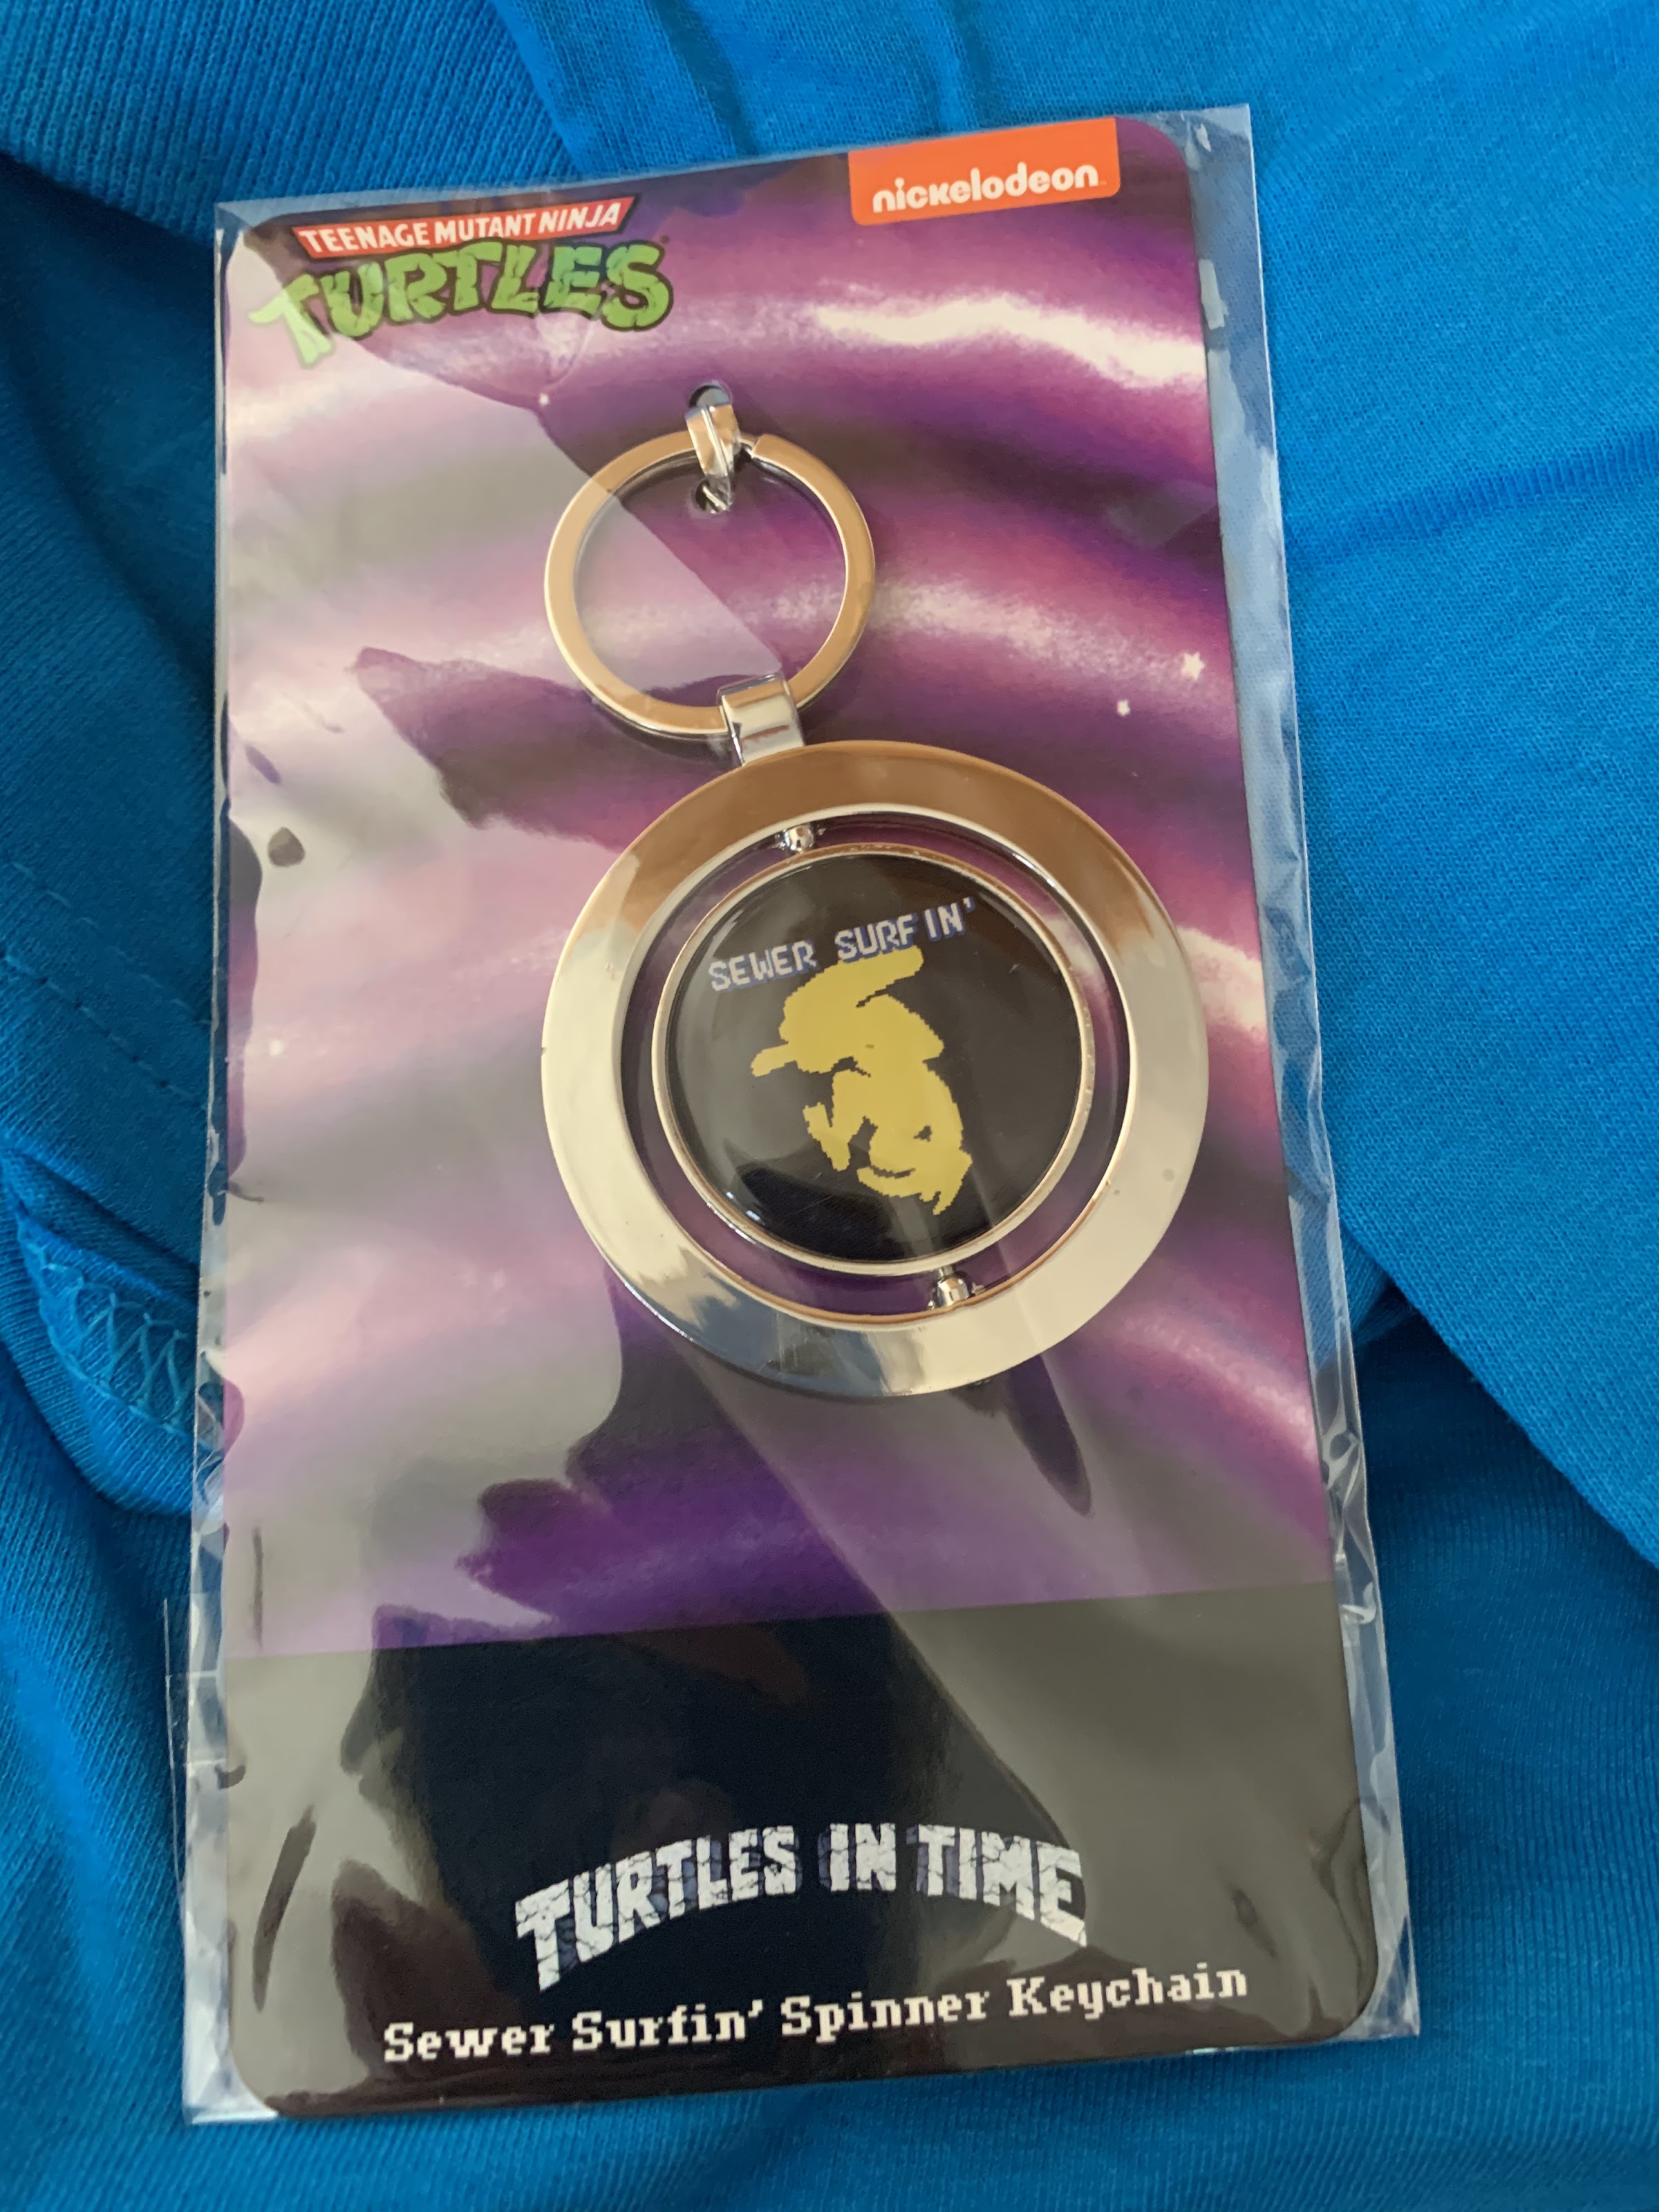 TEENAGE MUTANT NINJA
TURTLES
nickelodeon
SEWER SURFIN'
TURTLES IN TIME
Sewer Surfin' Spinner Keychain